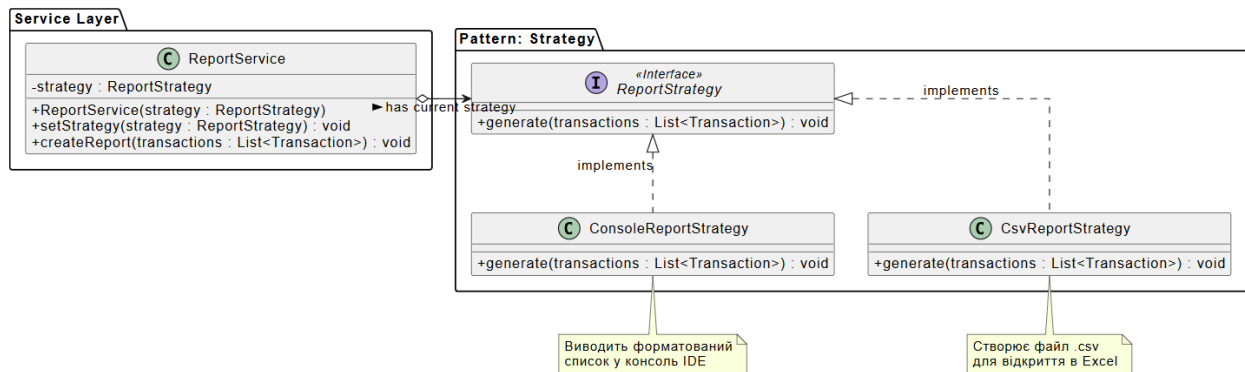 Service Layer
C ReportService
-strategy : ReportStrategy
+ReportService(strategy : ReportStrategy)
+setStrategy(strategy : ReportStrategy) : void
+createReport(transactions : List<Transaction>) : void
has current strategy
Pattern: Strategy
«Interface»
I ReportStrategy
+generate(transactions : List<Transaction>) : void
implements
implements
C ConsoleReportStrategy
+generate(transactions : List<Transaction>) : void
C CsvReportStrategy
+generate(transactions : List<Transaction>) : void
Виводить форматований
список у консоль IDE
Створює файл .csv
для відкриття в Excel